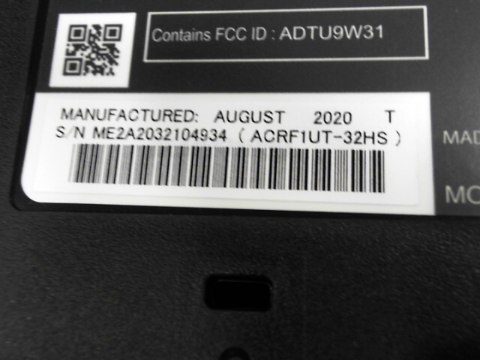 Contains FCC ID : ADTU9W31
MANUFACTURED: AUGUST 2020 T
S/N ME2A2032104934 ( ACRF1UT-32HS )
MAD
MO